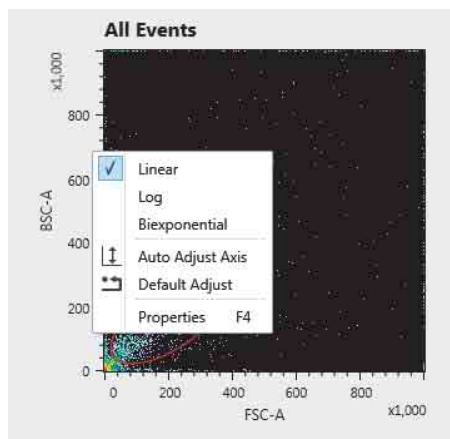 All Events
x1,000
800
600
400
200
0
BSC-A
Linear
Log
Biexponential
Auto Adjust Axis
Default Adjust
Properties F4
0 200 400 600 800
FSC-A
x1,000